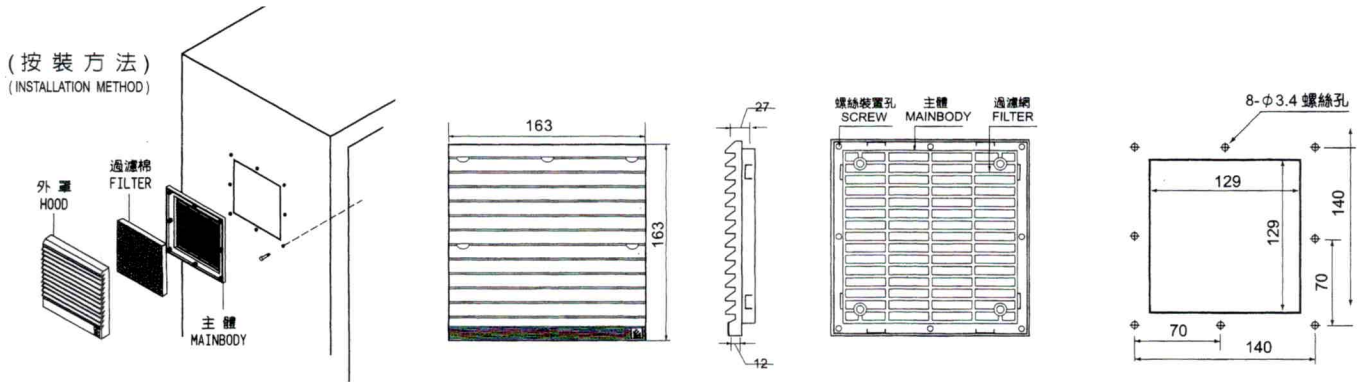 (按裝方法)
(INSTALLATION METHOD)
過濾棉
FILTER
外罩
HOOD
主體
MAINBODY
163
163
27
12
螺絲裝置孔
SCREW
主體
MAINBODY
過濾網
FILTER
8-φ3.4 螺絲孔
129
129
140
70
70
140